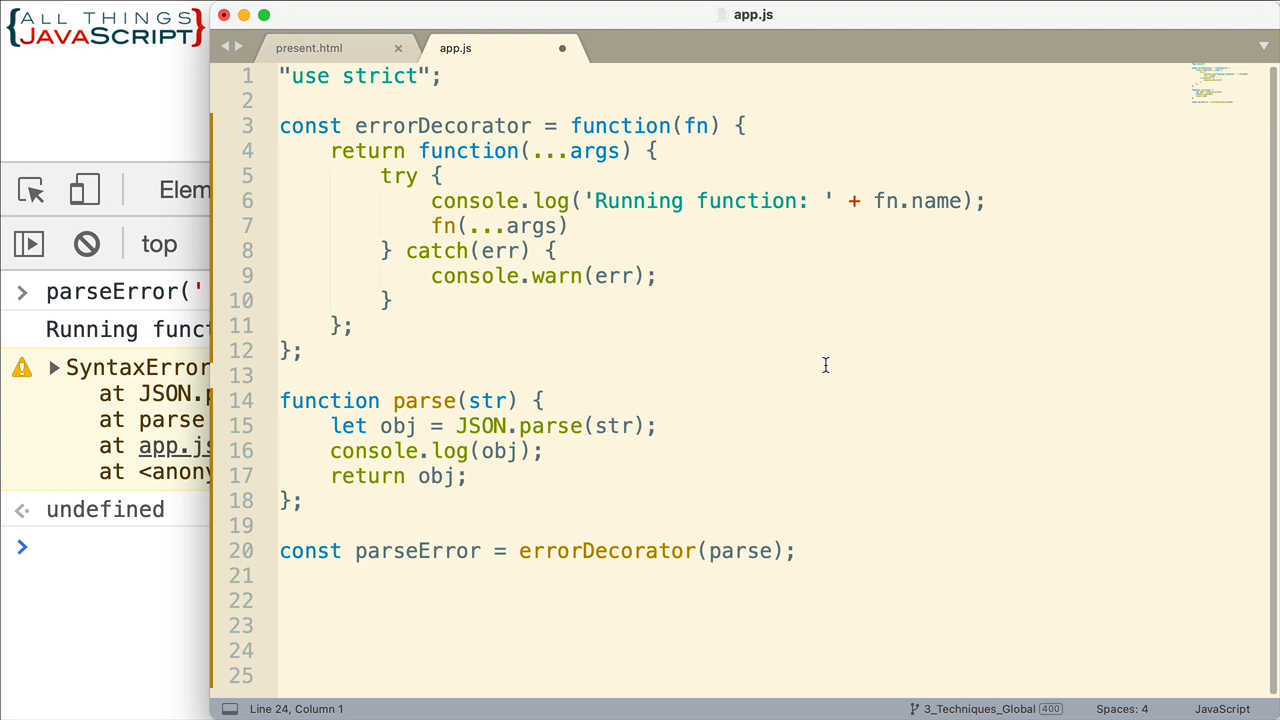 {ALL THINGS
JAVASCRIPT}
app.js
present.html
app.js
1 "use strict";
2
3 const errorDecorator = function(fn) {
4 return function(...args) {
5 try {
6 console.log('Running function: ' + fn.name);
7 fn(...args)
8 } catch(err) {
9 console.warn(err);
10 }
11 };
12 };
13
14 function parse(str) {
15 let obj = JSON.parse(str);
16 console.log(obj);
17 return obj;
18 };
19
20 const parseError = errorDecorator(parse);
21
22
23
24
25
Elem
top
parseError('
Running func
SyntaxError
at JSON.p
at parse
at app.js
at <anony
undefined
Line 24, Column 1
3_Techniques_Global 400
Spaces: 4
JavaScript